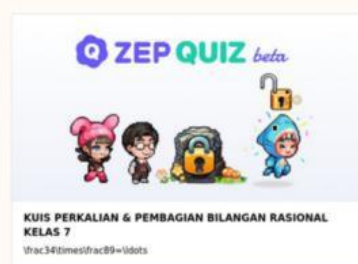 ZEP QUIZ beta
KUIS PERKALIAN & PEMBAGIAN BILANGAN RASIONAL
KELAS 7
\frac34\times\frac89=\ldots